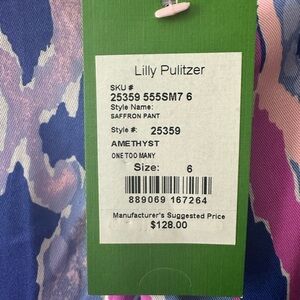 Lilly Pulitzer
SKU #
25359 555SM7 6
Style Name:
SAFFRON PANT
Style #: 25359
AMETHYST
ONE TOO MANY
Size: 6
889069 167264
Manufacturer's Suggested Price
$128.00